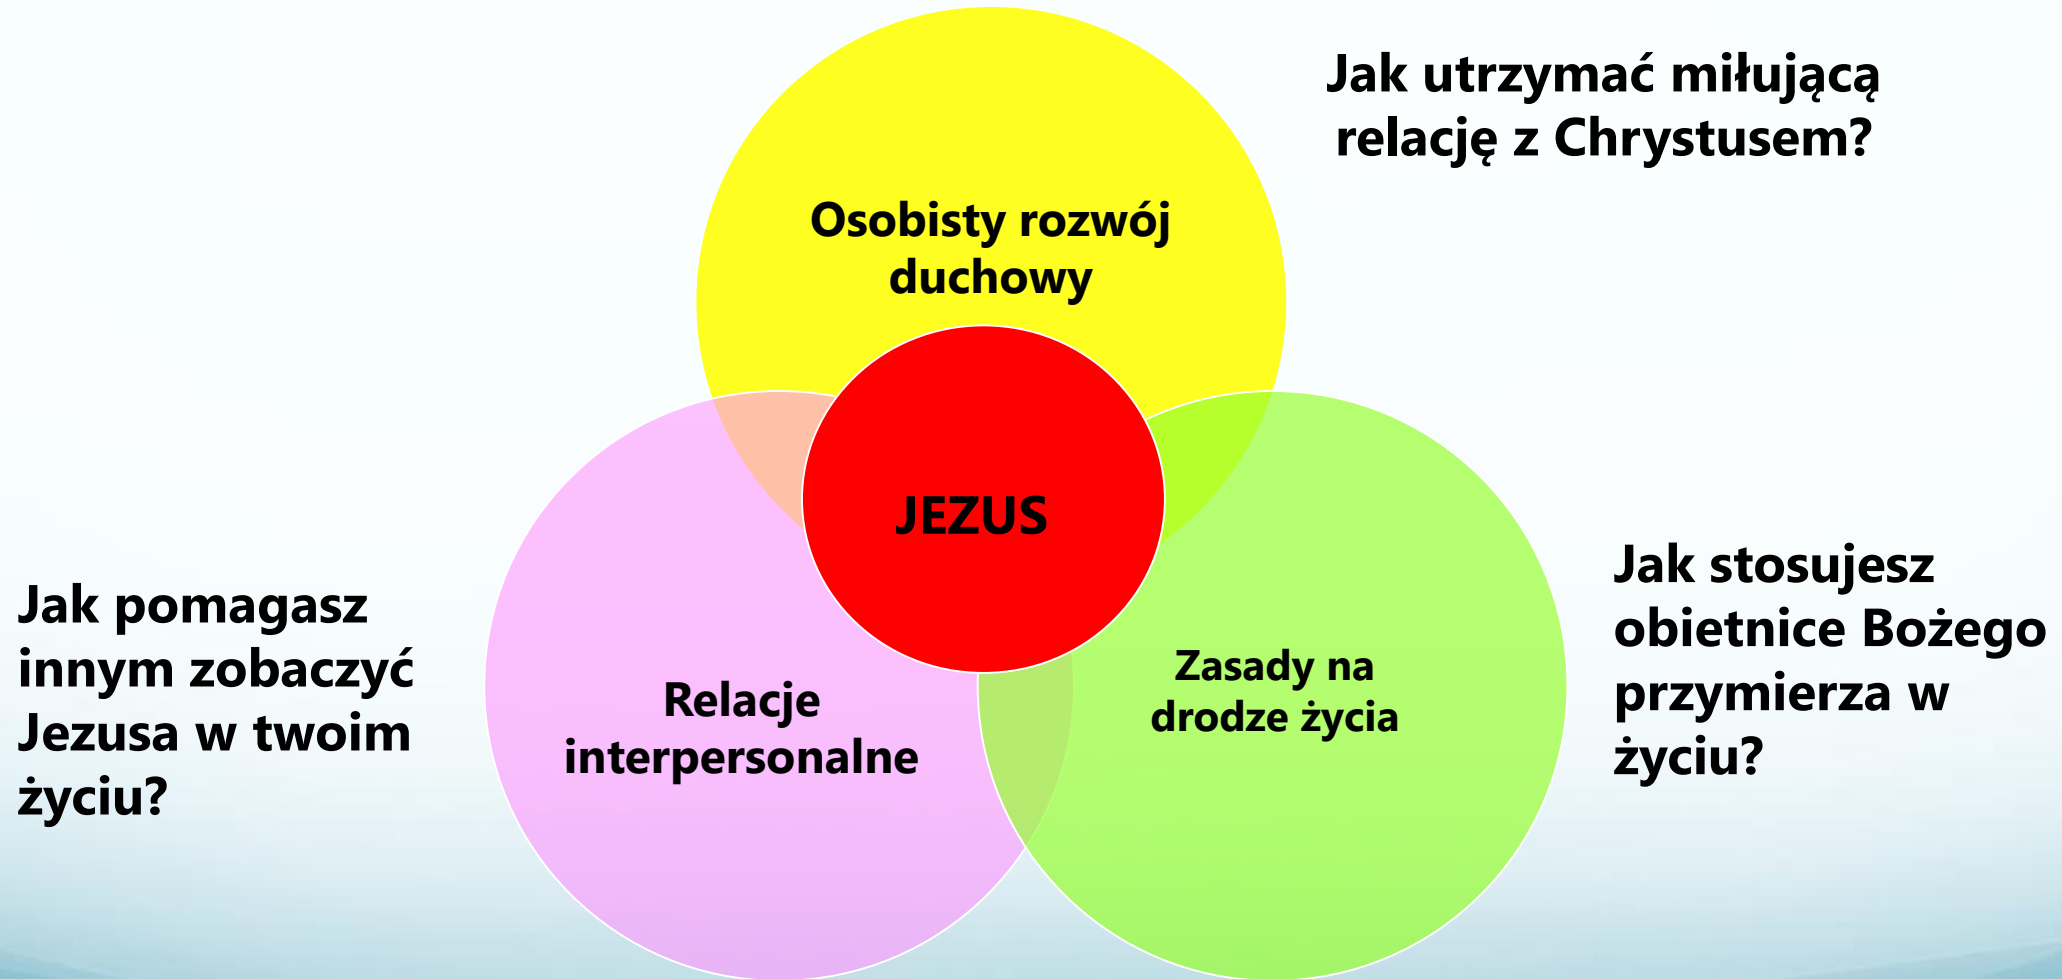 Jak utrzymać miłującą
relację z Chrystusem?
Osobisty rozwój
duchowy
JEZUS
Jak pomagasz
innym zobaczyć
Jezusa w twoim
życiu?
Relacje
interpersonalne
Zasady na
drodze życia
Jak stosujesz
obietnice Bożego
przymierza w
życiu?